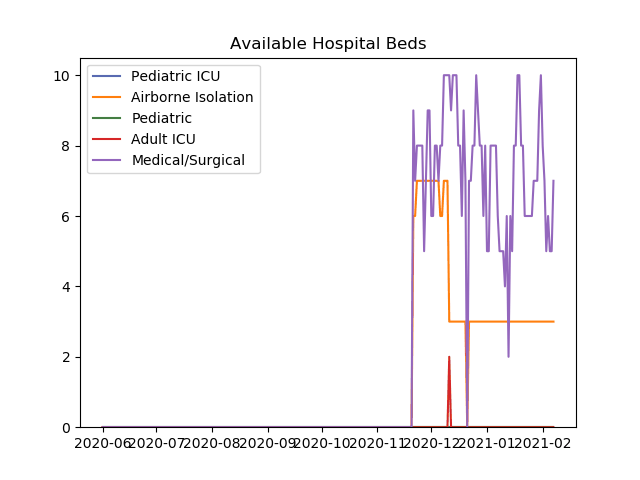 Available Hospital Beds
Pediatric ICU
Airborne Isolation
Pediatric
Adult ICU
Medical/Surgical
10
8
6
4
2
0
2020-06 2020-07 2020-08 2020-09 2020-10 2020-11 2020-12 2021-01 2021-02